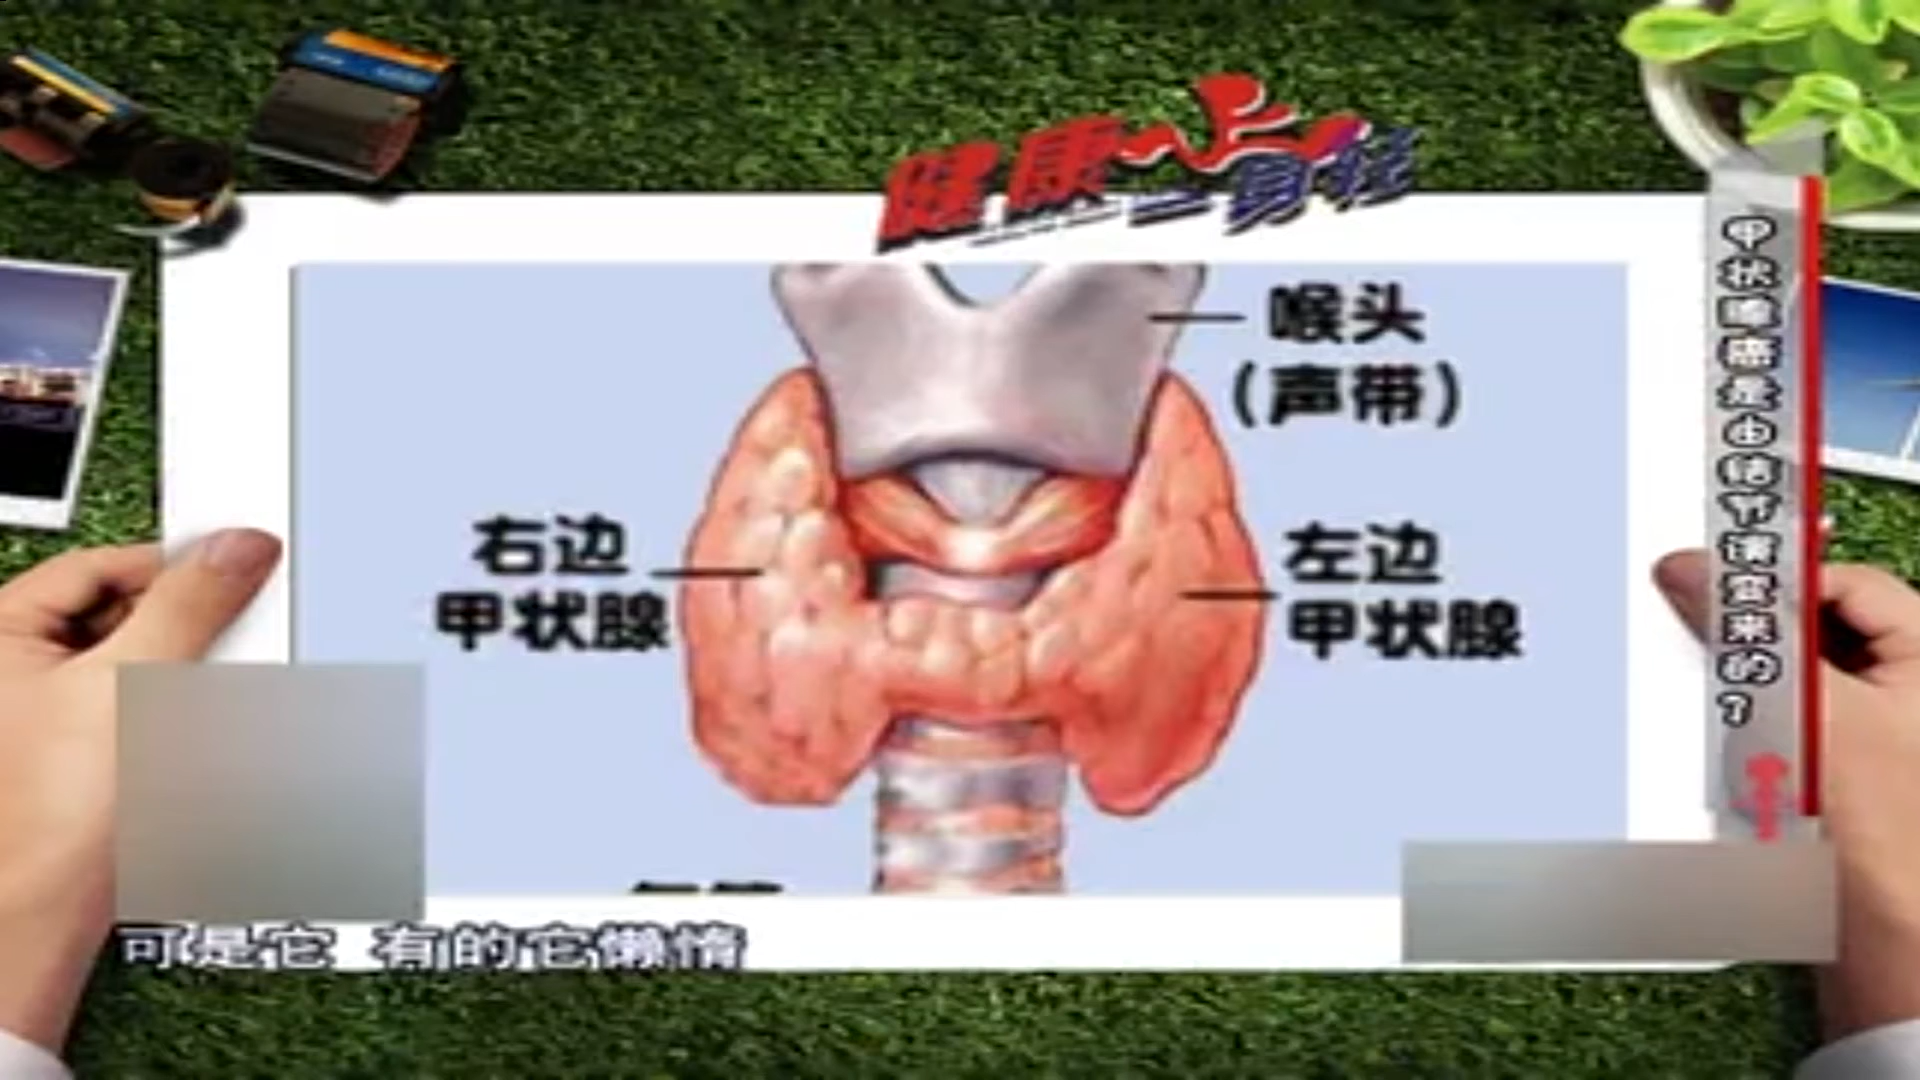 健康一身轻
喉头
(声带)
右边
甲状腺
左边
甲状腺
甲状腺癌是由结节演变来的?
可是它 有的它懒惰